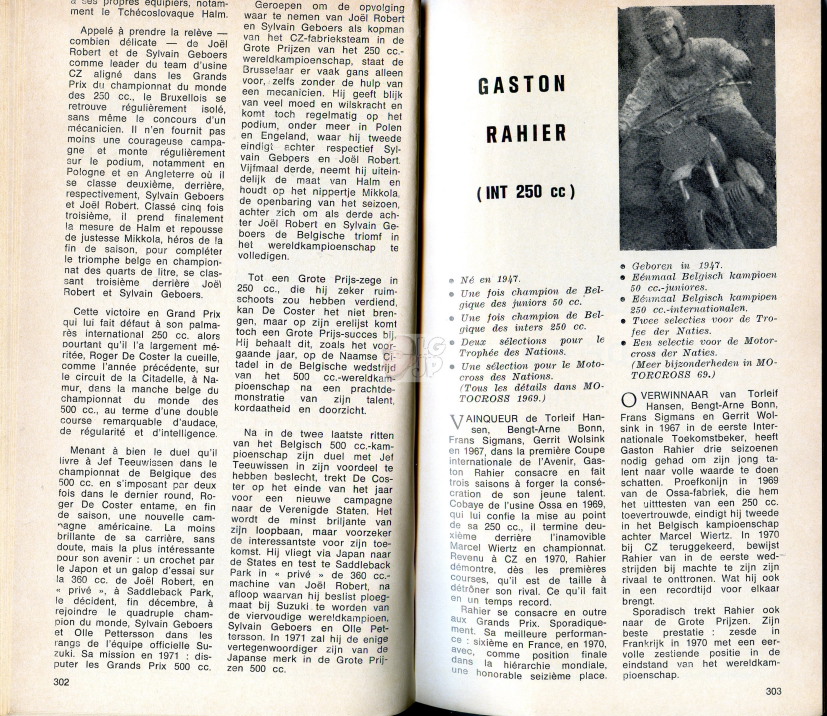 à ses propres équipiers, notam-
ment le Tchécoslovaque Halm.
Appelé à prendre la relève —
combien délicate — de Joël
Robert et de Sylvain Geboers
comme leader du team d'usine
CZ aligné dans les Grands
Prix du championnat du monde
des 250 cc., le Bruxellois se
retrouve régulièrement isolé,
sans même le concours d'un
mécanicien. Il n'en fournit pas
moins une courageuse campa-
gne et monte régulièrement
sur le podium, notamment en
Pologne et en Angleterre où il
se classe deuxième, derrière,
respectivement, Sylvain Geboers
et Joël Robert. Classé cinq fois
troisième, il prend finalement
la mesure de Halm et repousse
de justesse Mikkola, héros de la
fin de saison, pour compléter
le triomphe belge en champion-
nat des quarts de litre, se clas-
sant troisième derrière Joël
Robert et Sylvain Geboers.
Cette victoire en Grand Prix
qui lui fait défaut à son palma-
rès international 250 cc. alors
pourtant qu'il l'a largement mé-
ritée, Roger De Coster la cueille,
comme l'année précédente, sur
le circuit de la Citadelle, à Na-
mur, dans la manche belge du
championnat du monde des
500 cc., au terme d'une double
course remarquable d'audace,
de régularité et d'intelligence.
Menant à bien le duel qu'il
livre à Jef Teeuwissen dans le
championnat de Belgique des
500 cc. en s'imposant par deux
fois dans le dernier round, Ro-
ger De Coster entame, en fin
de saison, une nouvelle cam-
pagne américaine. La moins
brillante de sa carrière, sans
doute, mais la plus intéressante
pour son avenir : un crochet par
le Japon et un galop d'essai sur
la 360 cc. de Joël Robert, en
« privé », à Saddleback Park,
le décident, fin décembre, à
rejoindre le quadruple cham-
pion du monde, Sylvain Geboers
et Olle Pettersson dans les
rangs de l'équipe officielle Su-
zuki. Sa mission en 1971 : dis-
puter les Grands Prix 500 cc.
302
Geroepen om de opvolging
waar te nemen van Joël Robert
en Sylvain Geboers als kopman
van het CZ-fabrieksteam in de
Grote Prijzen van het 250 cc.-
wereldkampioenschap, staat de
Brusselaar er vaak gans alleen
voor, zelfs zonder de hulp van
een mecanicien. Hij geeft blijk
van veel moed en wilskracht en
komt toch regelmatig op het
podium, onder meer in Polen
en Engeland, waar hij tweede
eindigt achter respectief Syl-
vain Geboers en Joël Robert.
Vijfmaal derde, neemt hij uitein-
delijk de maat van Halm en
houdt op het nippertje Mikkola,
de openbaring van het seizoen,
achter zich om als derde ach-
ter Joël Robert en Sylvain Ge-
boers de Belgische triomf in
het wereldkampioenschap te
volledigen.
Tot een Grote Prijs-zege in
250 cc., die hij zeker ruim-
schoots zou hebben verdiend,
kan De Coster het niet bren-
gen, maar op zijn erelijst komt
toch een Grote Prijs-succes bij.
Hij behaalt dit, zoals het voor-
gaande jaar, op de Naamse Ci-
tadel in de Belgische wedstrijd
van het 500 cc.-wereldkam-
pioenschap na een prachtde-
monstratie van zijn talent,
kordaatheid en doorzicht.
Na in de twee laatste ritten
van het Belgisch 500 cc.-kam-
pioenschap zijn duel met Jef
Teeuwissen in zijn voordeel te
hebben beslecht, trekt De Cos-
ter op het einde van het jaar
voor een nieuwe campagne
naar de Verenigde Staten. Het
wordt de minst briljante van
zijn loopbaan, maar voorzeker
de interessantste voor zijn toe-
komst. Hij vliegt via Japan naar
de States en test te Saddleback
Park in « privé » de 360 cc.-
machine van Joël Robert, na
afloop waarvan hij beslist ploeg-
maat bij Suzuki te worden van
de viervoudige wereldkampioen,
Sylvain Geboers en Olle Pet-
tersson. In 1971 zal hij de enige
vertegenwoordiger zijn van de
Japanse merk in de Grote Prij-
zen 500 cc.
GASTON
RAHIER
(INT 250 cc)
• Né en 1947.
• Une fois champion de Bel-
gique des juniors 50 cc.
• Une fois champion de Bel-
gique des inters 250 cc.
• Deux sélections pour le
Trophée des Nations.
• Une sélection pour le Moto-
cross des Nations.
(Tous les détails dans MO-
TOCROSS 1969.)
VAINQUEUR de Torleif Han-
sen, Bengt-Arne Bonn,
Frans Sigmans, Gerrit Wolsink
en 1967, dans la première Coupe
internationale de l'Avenir, Gas-
ton Rahier consacre en fait
trois saisons à forger la consé-
cration de son jeune talent.
Cobaye de l'usine Ossa en 1969,
qui lui confie la mise au point
de sa 250 cc., il termine deu-
xième derrière l'inamovible
Marcel Wiertz en championnat.
Revenu à CZ en 1970, Rahier
démontre, dès les premières
courses, qu'il est de taille à
détrôner son rival. Ce qu'il fait
en un temps record.
Rahier se consacre en outre
aux Grands Prix. Sporadique-
ment. Sa meilleure performan-
ce : sixième en France, en 1970,
avec, comme position finale
dans la hiérarchie mondiale,
une honorable seizième place.
• Geboren in 1947.
• Eénmaal Belgisch kampioen
50 cc.-juniores.
• Eénmaal Belgisch kampioen
250 cc.-internationalen.
• Twee selecties voor de Tro-
fee der Naties.
• Een selectie voor de Motor-
cross der Naties.
(Meer bijzonderheden in MO-
TORCROSS 69.)
OVERWINNAAR van Torleif
Hansen, Bengt-Arne Bonn,
Frans Sigmans en Gerrit Wol-
sink in 1967 in de eerste Inter-
nationale Toekomstbeker, heeft
Gaston Rahier drie seizoenen
nodig gehad om zijn jong ta-
lent naar volle waarde te doen
schatten. Proefkonijn in 1969
van de Ossa-fabriek, die hem
het uittesten van een 250 cc.
toevertrouwde, eindigt hij tweede
in het Belgisch kampioenschap
achter Marcel Wiertz. In 1970
bij CZ teruggekeerd, bewijst
Rahier van in de eerste wed-
strijden bij machte te zijn zijn
rivaal te onttronen. Wat hij ook
in een recordtijd voor elkaar
brengt.
Sporadisch trekt Rahier ook
naar de Grote Prijzen. Zijn
beste prestatie : zesde in
Frankrijk in 1970 met een eer-
volle zestiende positie in de
eindstand van het wereldkam-
pioenschap.
303